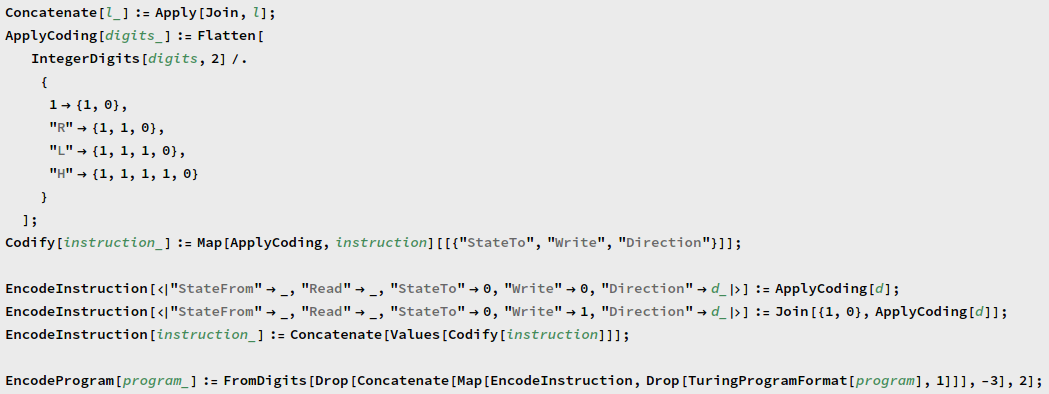 Concatenate[l_] := Apply[Join, l];
ApplyCoding[digits_] := Flatten[
IntegerDigits[digits, 2] /.
{
1 → {1, 0},
"R" → {1, 1, 0},
"L" → {1, 1, 1, 0},
"H" → {1, 1, 1, 1, 0}
}
];
Codify[instruction_] := Map[ApplyCoding, instruction][[{"StateTo", "Write", "Direction"}]];
EncodeInstruction[<|"StateFrom" → _, "Read" → _, "StateTo" → 0, "Write" → 0, "Direction" → d_|>] := ApplyCoding[d];
EncodeInstruction[<|"StateFrom" → _, "Read" → _, "StateTo" → 0, "Write" → 1, "Direction" → d_|>] := Join[{1, 0}, ApplyCoding[d]];
EncodeInstruction[instruction_] := Concatenate[Values[Codify[instruction]]];
EncodeProgram[program_] := FromDigits[Drop[Concatenate[Map[EncodeInstruction, Drop[TuringProgramFormat[program], 1]]], -3], 2];